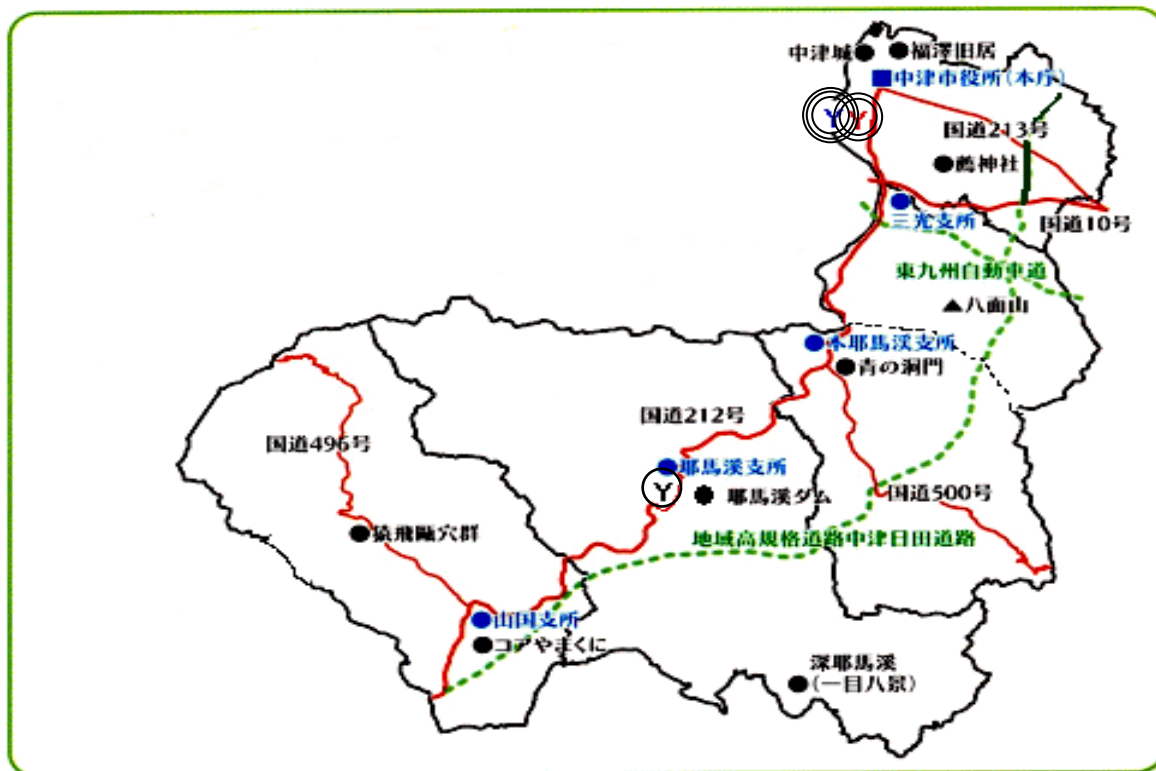 中津城
福澤旧居
中津市役所(本庁)
Y
Y
国道213号
薦神社
三光支所
国道10号
東九州自動車道
八面山
本耶馬渓支所
青の洞門
国道212号
国道496号
耶馬渓支所
Y
耶馬渓ダム
国道500号
猿飛甌穴群
地域高規格道路中津日田道路
山国支所
コアやまくに
深耶馬渓
(一目八景)